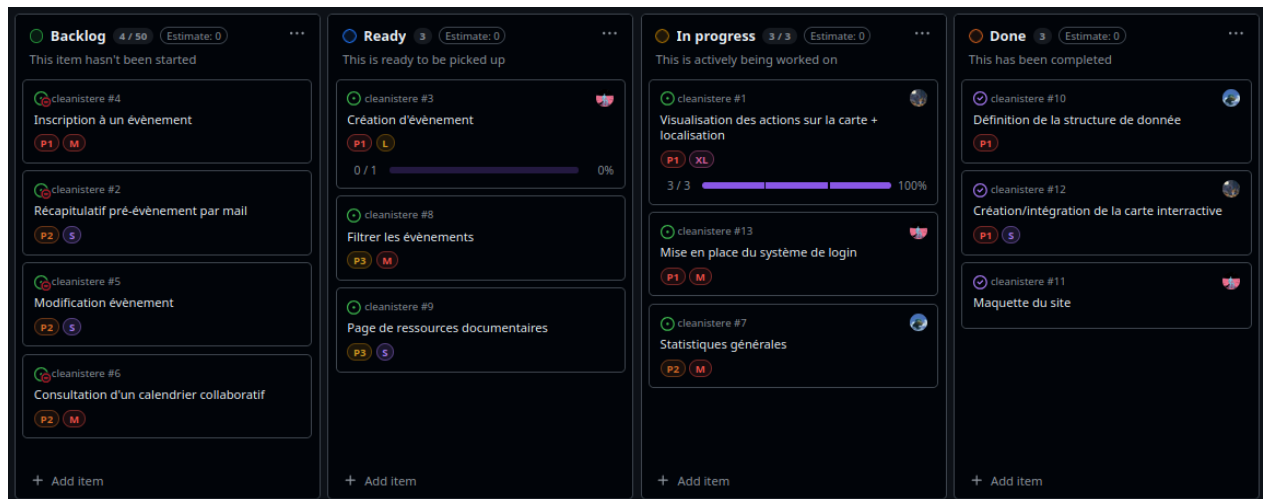 Backlog 4 / 50 Estimate: 0 ...
This item hasn't been started
cleanistere #4
Inscription à un évènement
P1 M
cleanistere #2
Récapitulatif pré-évènement par mail
P2 S
cleanistere #5
Modification évènement
P2 S
cleanistere #6
Consultation d'un calendrier collaboratif
P2 M
+ Add item
Ready 3 Estimate: 0 ...
This is ready to be picked up
cleanistere #3
Création d'évènement
P1 L
0 / 1 0%
cleanistere #8
Filtrer les évènements
P3 M
cleanistere #9
Page de ressources documentaires
P3 S
+ Add item
In progress 3 / 3 Estimate: 0 ...
This is actively being worked on
cleanistere #1
Visualisation des actions sur la carte +
localisation
P1 XL
3 / 3 100%
cleanistere #13
Mise en place du système de login
P1 M
cleanistere #7
Statistiques générales
P2 M
+ Add item
Done 3 Estimate: 0 ...
This has been completed
cleanistere #10
Définition de la structure de donnée
P1
cleanistere #12
Création/intégration de la carte interractive
P1 S
cleanistere #11
Maquette du site
+ Add item